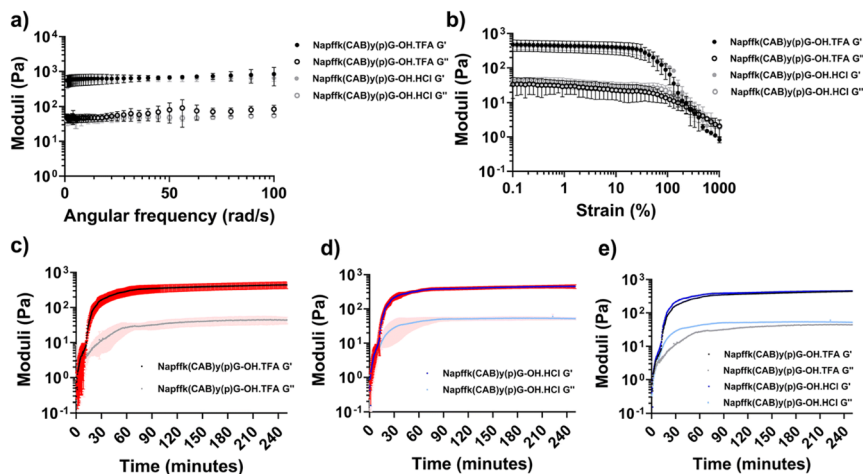 a)
Moduli (Pa)
10⁴
10³
10²
10¹
10⁰
0
50
100
Angular frequency (rad/s)
Napffk(CAB)y(p)G-OH.TFA G'
Napffk(CAB)y(p)G-OH.TFA G''
Napffk(CAB)y(p)G-OH.HCl G'
Napffk(CAB)y(p)G-OH.HCl G''
b)
Moduli (Pa)
10³
10²
10¹
10⁰
10⁻¹
0.1
1
10
100
1000
Strain (%)
Napffk(CAB)y(p)G-OH.TFA G'
Napffk(CAB)y(p)G-OH.TFA G''
Napffk(CAB)y(p)G-OH.HCl G'
Napffk(CAB)y(p)G-OH.HCl G''
c)
Moduli (Pa)
10³
10²
10¹
10⁰
10⁻¹
0
30
60
90
120
150
180
210
240
Time (minutes)
Napffk(CAB)y(p)G-OH.TFA G'
Napffk(CAB)y(p)G-OH.TFA G''
d)
Moduli (Pa)
10³
10²
10¹
10⁰
10⁻¹
0
30
60
90
120
150
180
210
240
Time (minutes)
Napffk(CAB)y(p)G-OH.HCl G'
Napffk(CAB)y(p)G-OH.HCl G''
e)
Moduli (Pa)
10³
10²
10¹
10⁰
10⁻¹
0
30
60
90
120
150
180
210
240
Time (minutes)
Napffk(CAB)y(p)G-OH.TFA G'
Napffk(CAB)y(p)G-OH.TFA G''
Napffk(CAB)y(p)G-OH.HCl G'
Napffk(CAB)y(p)G-OH.HCl G''